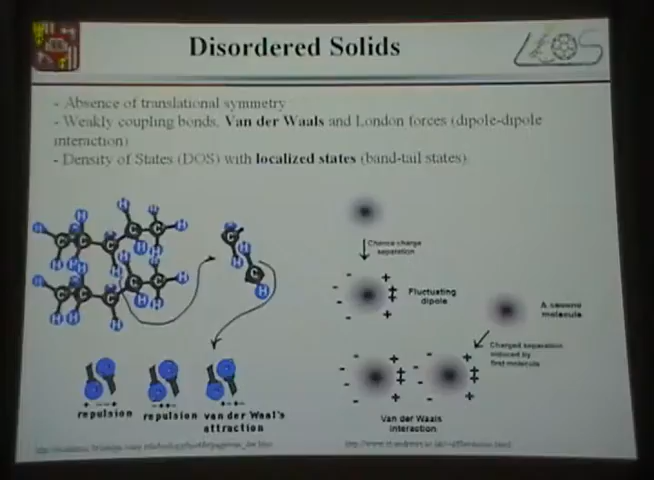 Disordered Solids
- Absence of translational symmetry
- Weakly coupling bonds, Van der Waals and London forces (dipole-dipole
interaction)
- Density of States (DOS) with localized states (band-tail states)
Chance charge
separation
Fluctuating
dipole
A second
molecule
Charged separation
induced by
first molecule
Van der Waals
interaction
repulsion
repulsion
van der Waal's
attraction